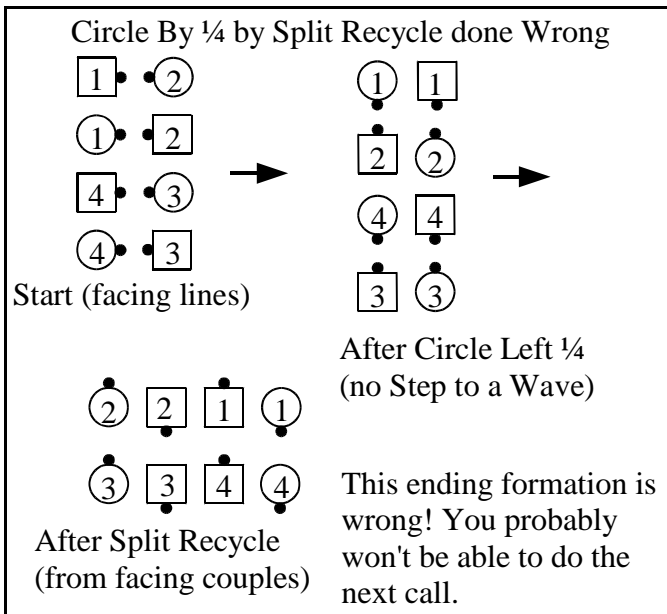 Circle By ¼ by Split Recycle done Wrong
1 2
1 2
4 3
4 3
Start (facing lines)
1 1
2 2
4 4
3 3
After Circle Left ¼
(no Step to a Wave)
2 2 1 1
3 3 4 4
After Split Recycle
(from facing couples)
This ending formation is
wrong! You probably
won't be able to do the
next call.